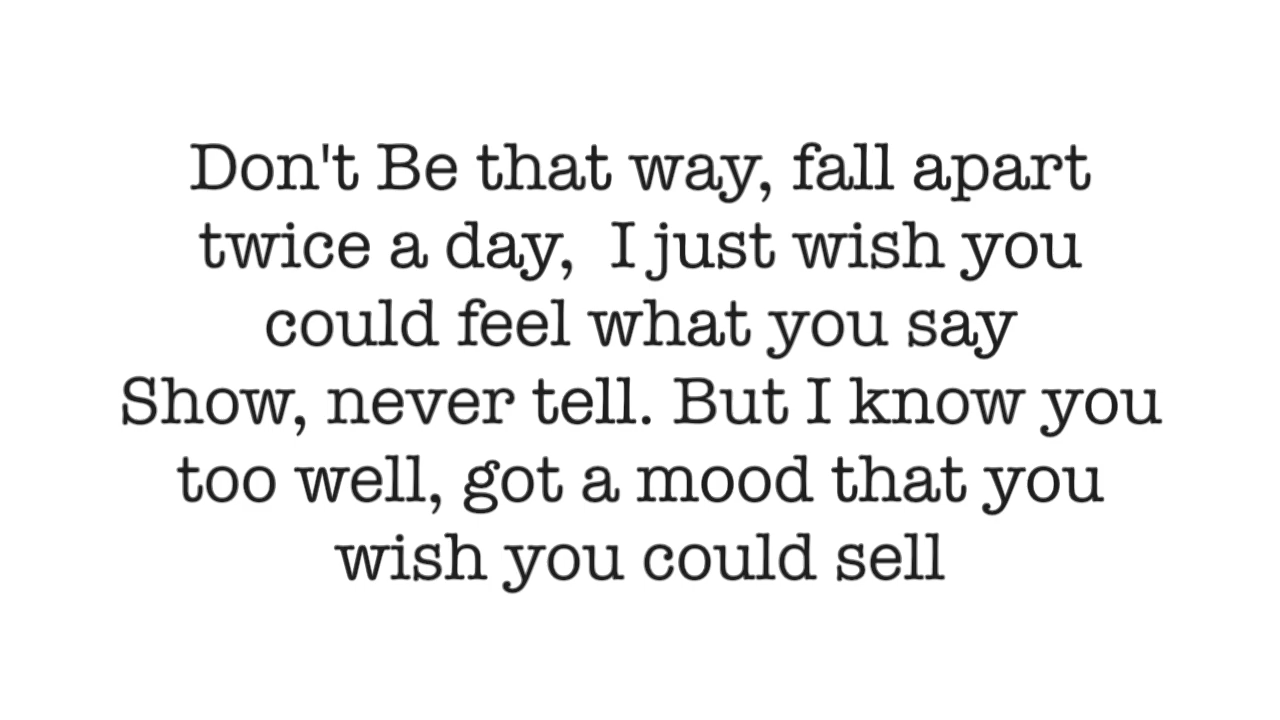 Don't Be that way, fall apart
twice a day,  I just wish you
could feel what you say
Show, never tell. But I know you
too well, got a mood that you
wish you could sell